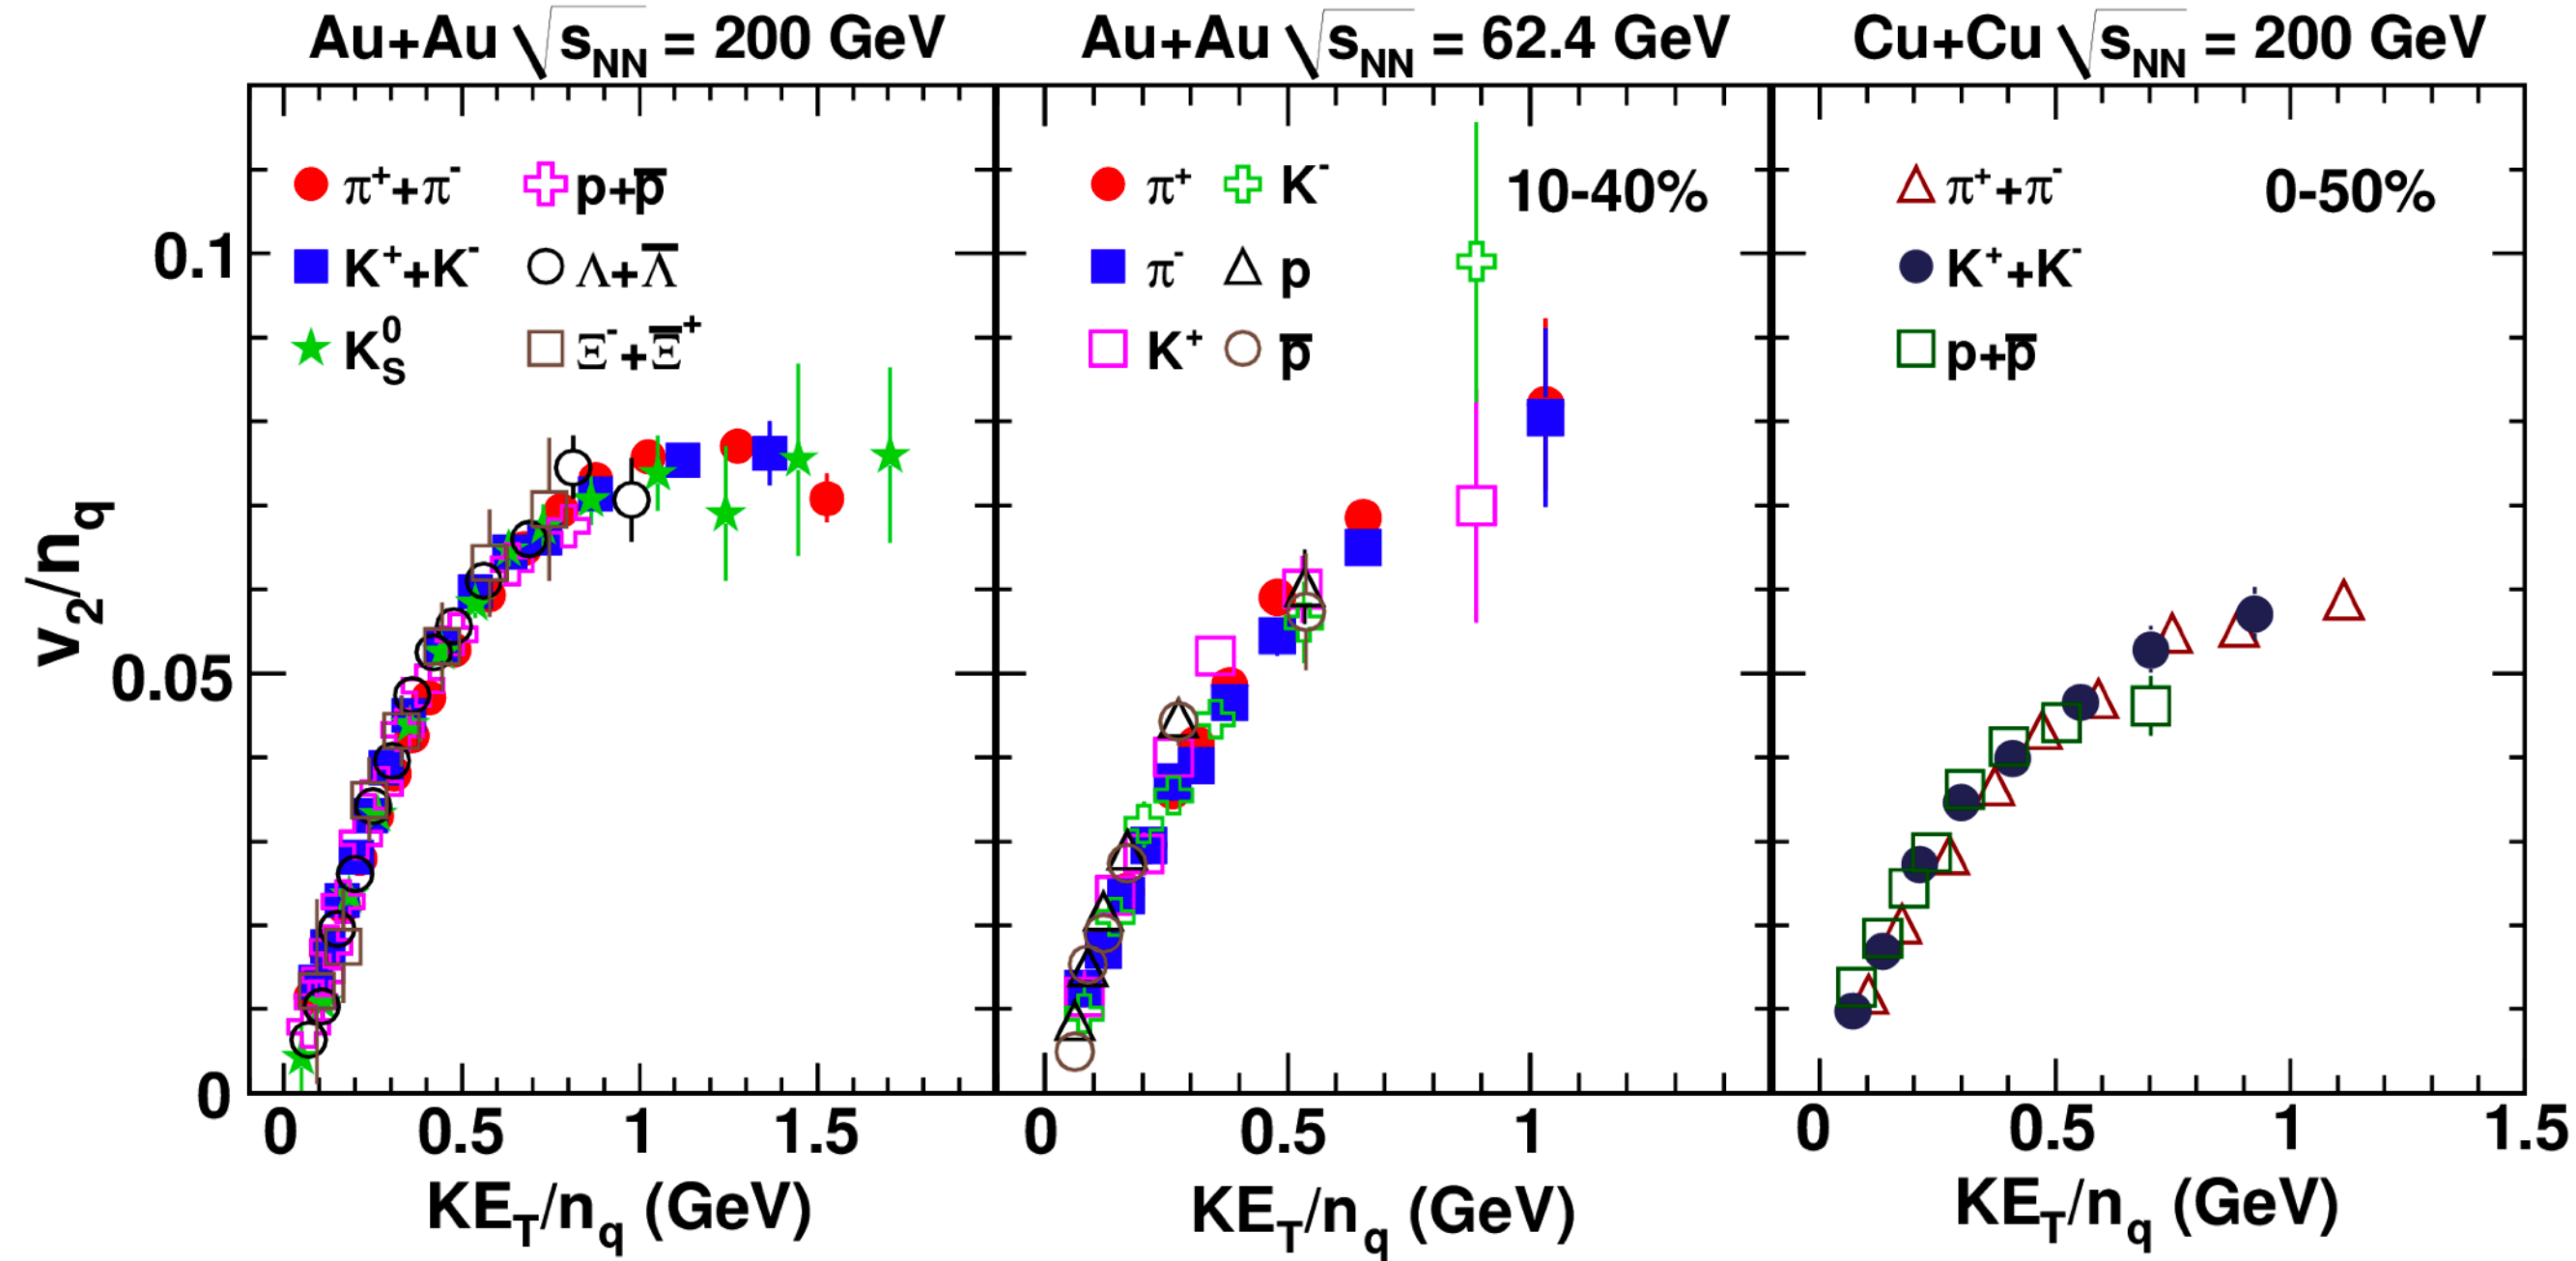 Au+Au √sNN = 200 GeV
Au+Au √sNN = 62.4 GeV
Cu+Cu √sNN = 200 GeV
π⁺+π⁻ p+p̅
K⁺+K⁻ Λ+Λ̅
K⁰S Ξ⁻+Ξ̅⁺
π⁺ K⁻ 10-40%
π⁻ p
K⁺ p̅
π⁺+π⁻ 0-50%
K⁺+K⁻
p+p̅
v₂/nq
0.1
0.05
0
0 0.5 1 1.5
0 0.5 1
0 0.5 1 1.5
KET/nq (GeV)
KET/nq (GeV)
KET/nq (GeV)